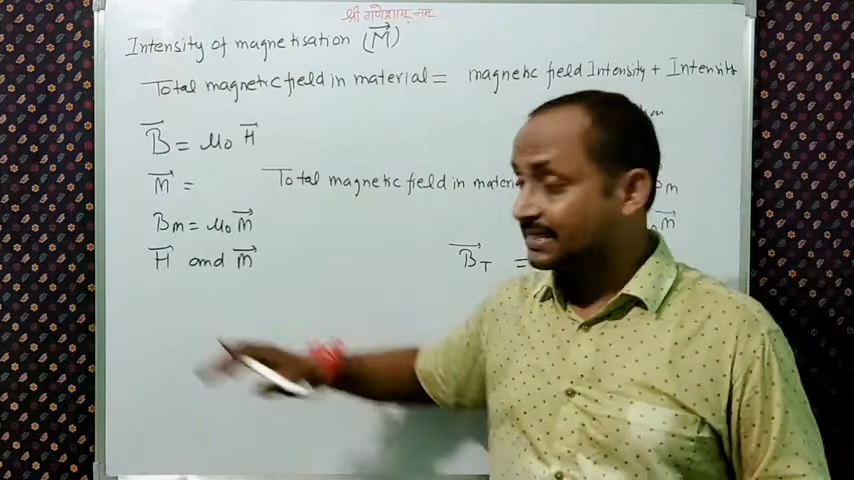 श्री गणेशाय नमः
Intensity of magnetisation (M⃗)
Total magnetic field in material = magnetic field Intensity + Intensity
B⃗ = μ₀ H⃗
M⃗ = Total magnetic field in
Bm = μ₀ M⃗ m⃗
H⃗ and M⃗ B⃗_T =